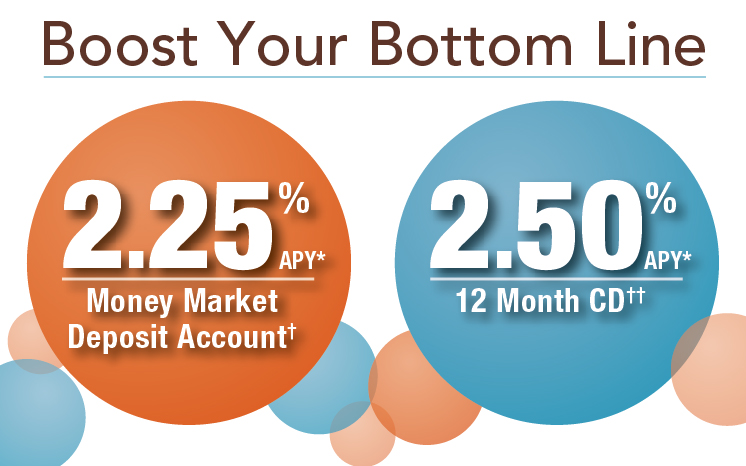 Boost Your Bottom Line
2.25%
APY*
Money Market
Deposit Account†
2.50%
APY*
12 Month CD††